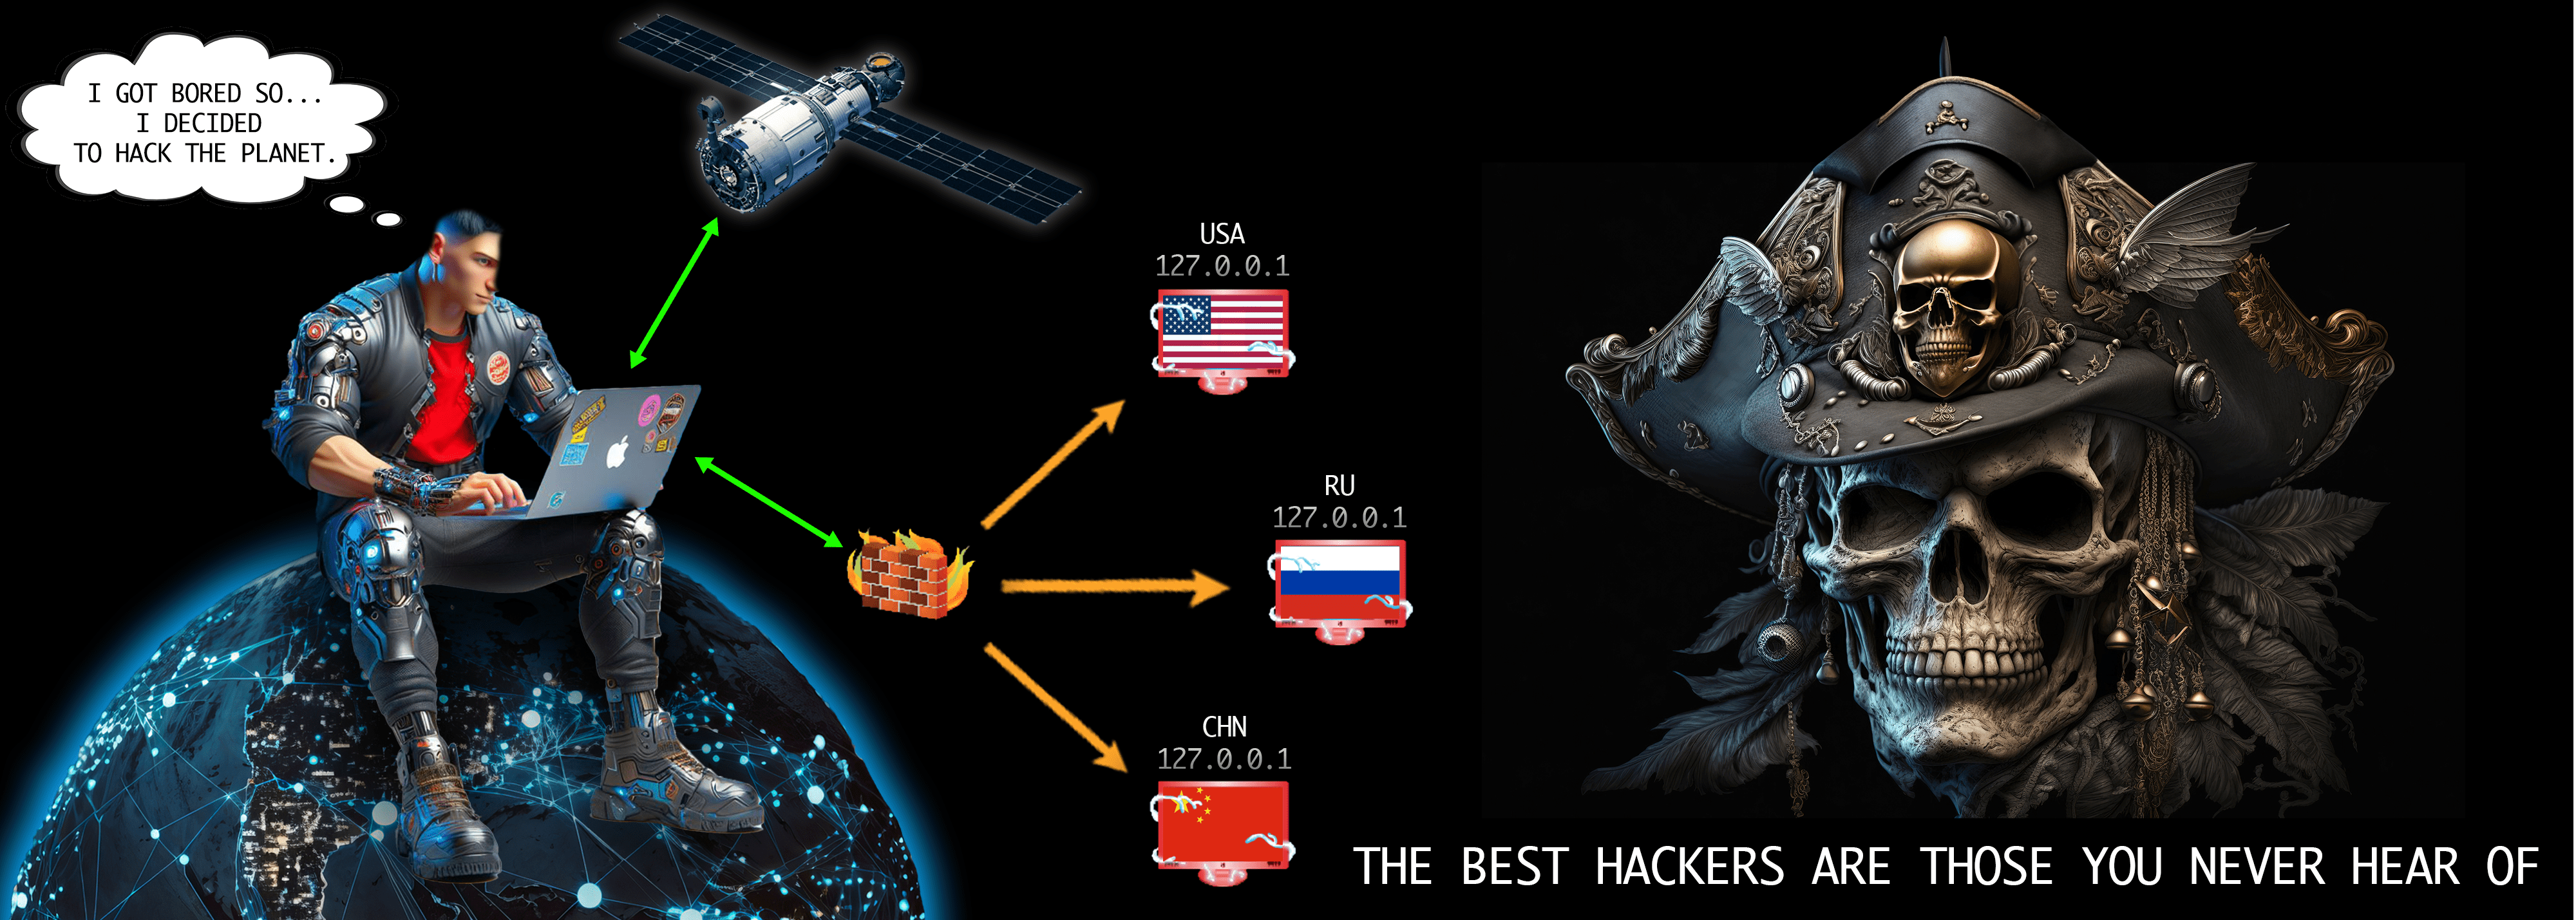 I GOT BORED SO...
I DECIDED
TO HACK THE PLANET.
USA
127.0.0.1
RU
127.0.0.1
CHN
127.0.0.1
THE BEST HACKERS ARE THOSE YOU NEVER HEAR OF